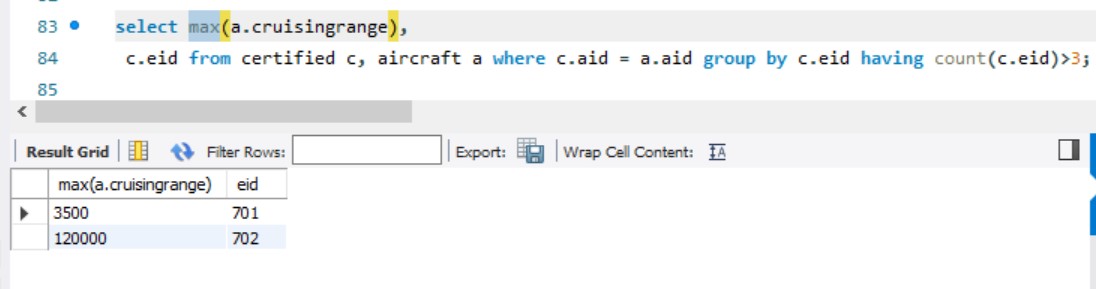 83 select max(a.cruisingrange),
84 c.eid from certified c, aircraft a where c.aid = a.aid group by c.eid having count(c.eid)>3;
85
Result Grid Filter Rows: Export: Wrap Cell Content: IA
max(a.cruisingrange) eid
3500 701
120000 702